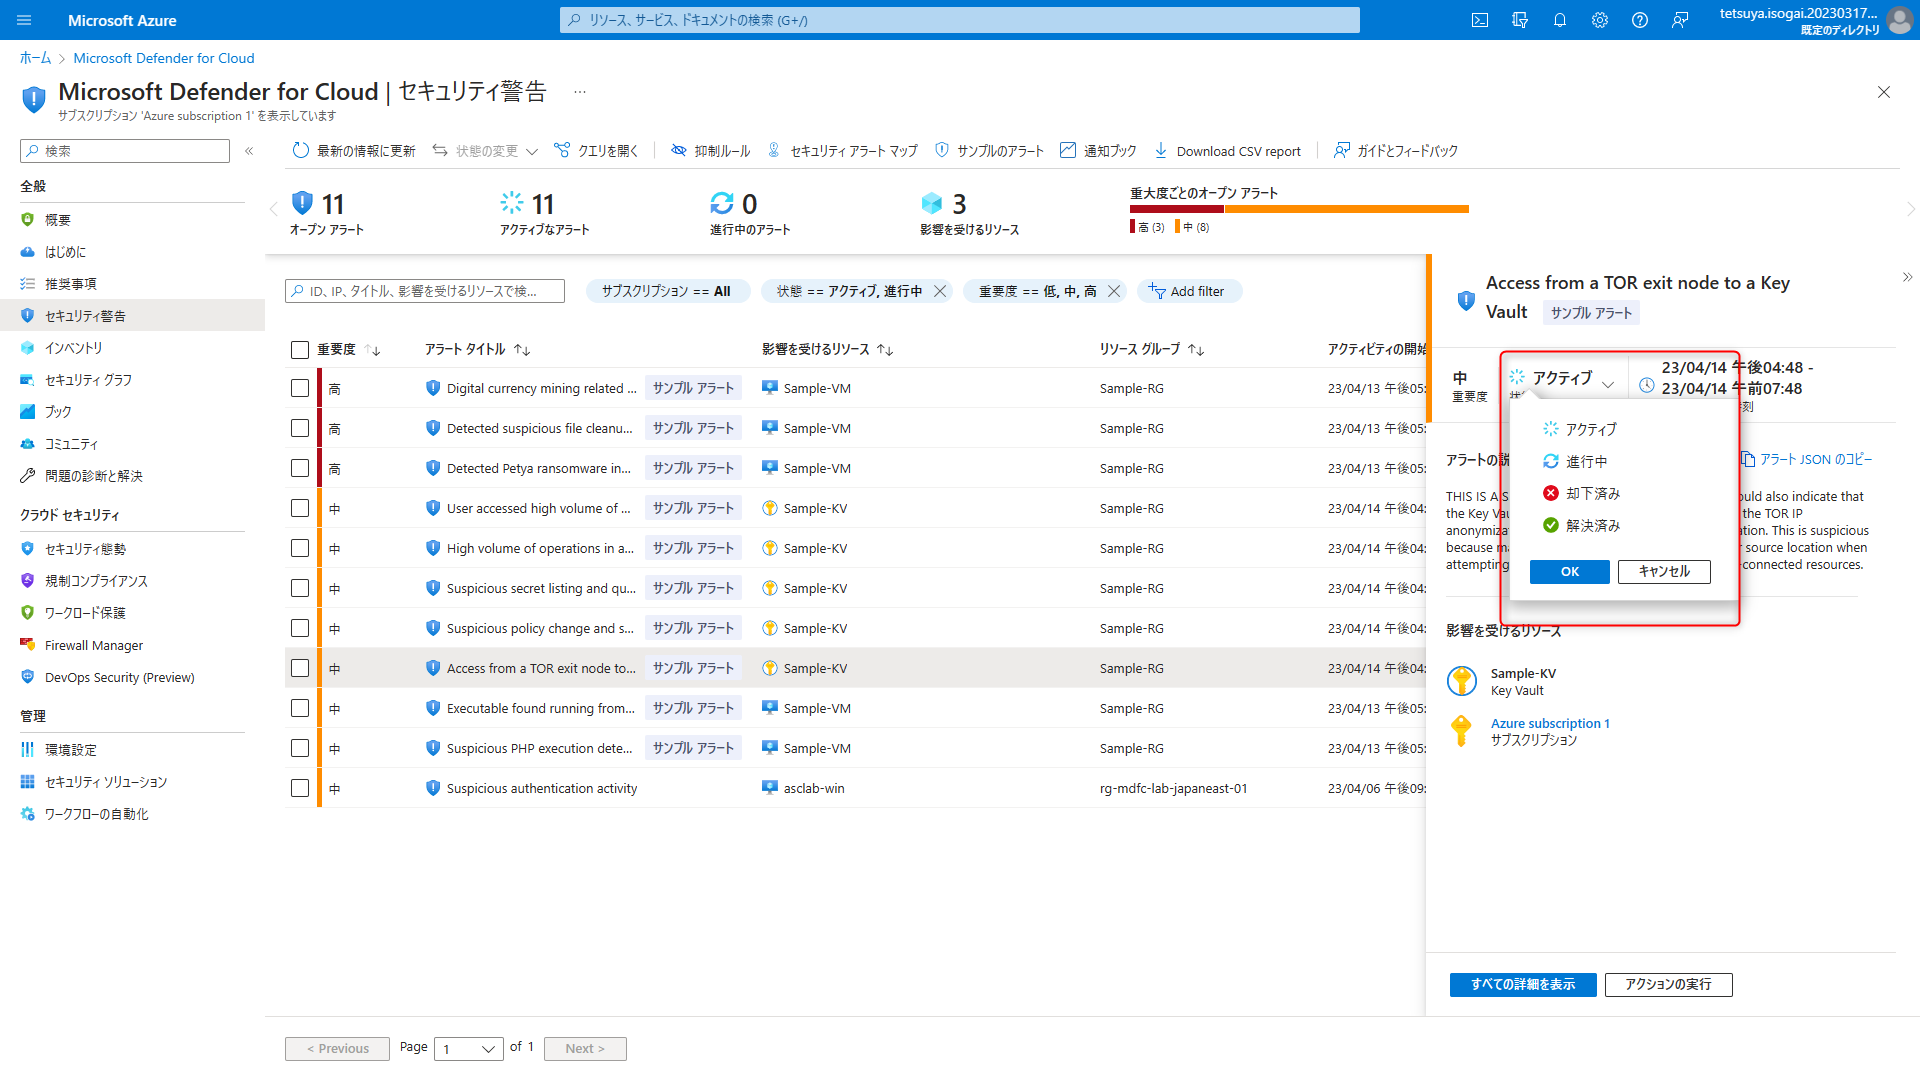 Microsoft Azure
リソース、サービス、ドキュメントの検索 (G+/)
tetsuya.isogai.20230317...
既定のディレクトリ
ホーム > Microsoft Defender for Cloud
Microsoft Defender for Cloud | セキュリティ警告 ...
サブスクリプション 'Azure subscription 1' を表示しています
検索
«
最新の情報に更新 状態の変更 クエリを開く 抑制ルール セキュリティ アラート マップ サンプルのアラート 通知ブック Download CSV report ガイドとフィードバック
全般
概要
はじめに
推奨事項
セキュリティ警告
インベントリ
セキュリティ グラフ
ブック
コミュニティ
問題の診断と解決
クラウド セキュリティ
セキュリティ態勢
規制コンプライアンス
ワークロード保護
Firewall Manager
DevOps Security (Preview)
管理
環境設定
セキュリティ ソリューション
ワークフローの自動化
11
オープン アラート
11
アクティブなアラート
0
進行中のアラート
3
影響を受けるリソース
重大度ごとのオープン アラート
高 (3) 中 (8)
ID、IP、タイトル、影響を受けるリソースで検...
サブスクリプション == All
状態 == アクティブ, 進行中
重要度 == 低, 中, 高
Add filter
重要度 アラート タイトル 影響を受けるリソース リソース グループ アクティビティの開始
高 Digital currency mining related ... サンプル アラート Sample-VM Sample-RG 23/04/13 午後05:
高 Detected suspicious file cleanu... サンプル アラート Sample-VM Sample-RG 23/04/13 午後05:
高 Detected Petya ransomware in... サンプル アラート Sample-VM Sample-RG 23/04/13 午後05:
中 User accessed high volume of ... サンプル アラート Sample-KV Sample-RG 23/04/14 午後04:
中 High volume of operations in a... サンプル アラート Sample-KV Sample-RG 23/04/14 午後04:
中 Suspicious secret listing and qu... サンプル アラート Sample-KV Sample-RG 23/04/14 午後04:
中 Suspicious policy change and s... サンプル アラート Sample-KV Sample-RG 23/04/14 午後04:
中 Access from a TOR exit node to... サンプル アラート Sample-KV Sample-RG 23/04/14 午後04:
中 Executable found running from... サンプル アラート Sample-VM Sample-RG 23/04/13 午後05:
中 Suspicious PHP execution dete... サンプル アラート Sample-VM Sample-RG 23/04/13 午後05:
中 Suspicious authentication activity asclab-win rg-mdfc-lab-japaneast-01 23/04/06 午後09:
< Previous Page 1 of 1 Next >
»
Access from a TOR exit node to a Key
Vault サンプル アラート
中
重要度
アクティブ
23/04/14 午後04:48 -
23/04/14 午前07:48
刻
アクティブ
進行中
却下済み
解決済み
OK キャンセル
アラートの説
アラート JSON のコピー
THIS IS A S
ould also indicate that
the Key Vau
the TOR IP
anonymiza
ation. This is suspicious
because m
r source location when
attempting
-connected resources.
影響を受けるリソース
Sample-KV
Key Vault
Azure subscription 1
サブスクリプション
すべての詳細を表示 アクションの実行